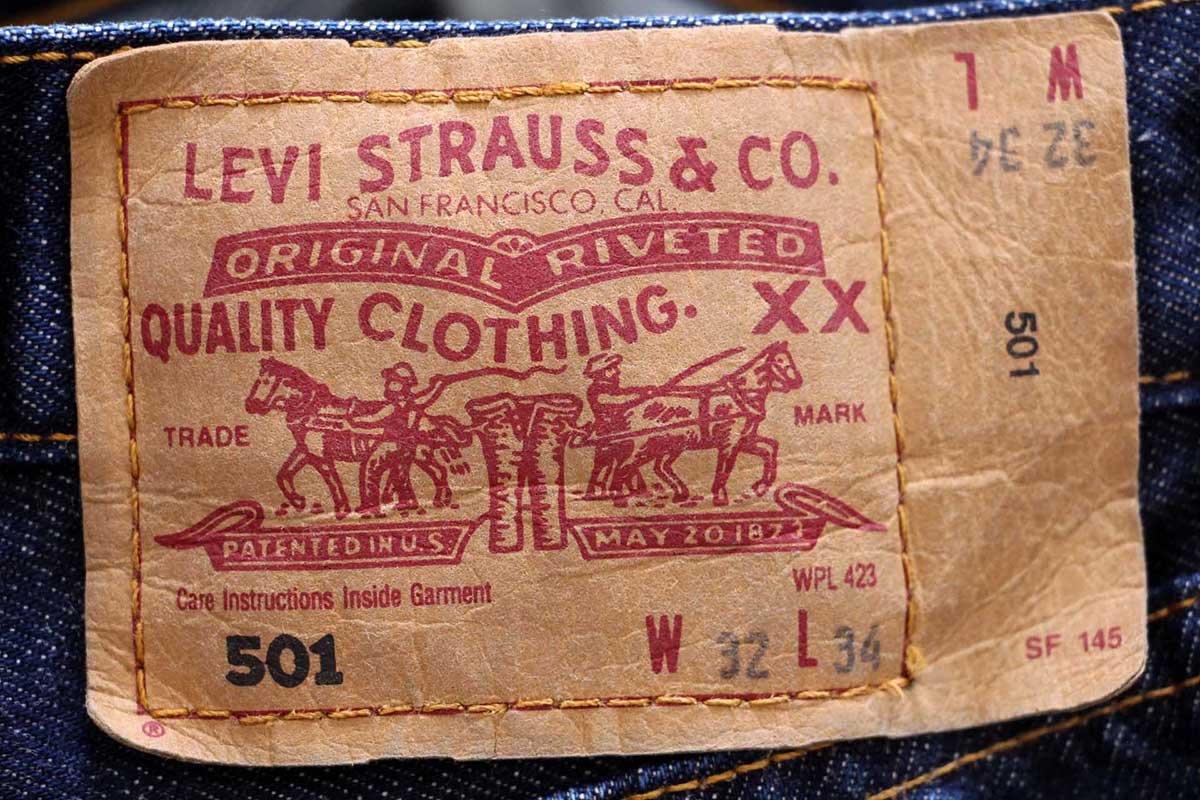 LEVI STRAUSS & CO.
SAN FRANCISCO, CAL.
ORIGINAL RIVETED
QUALITY CLOTHING. XX
TRADE MARK
PATENTED IN U.S. MAY 20 1873
Care Instructions Inside Garment WPL 423
501 W 32 L 34
®
W L
32 34
501
SF 145